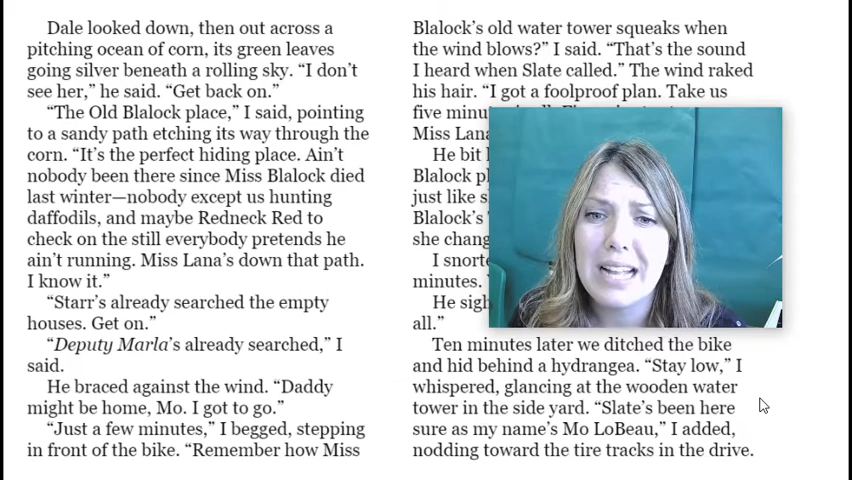 Dale looked down, then out across a
pitching ocean of corn, its green leaves
going silver beneath a rolling sky. “I don’t
see her,” he said. “Get back on.”
“The Old Blalock place,” I said, pointing
to a sandy path etching its way through the
corn. “It’s the perfect hiding place. Ain’t
nobody been there since Miss Blalock died
last winter—nobody except us hunting
daffodils, and maybe Redneck Red to
check on the still everybody pretends he
ain’t running. Miss Lana’s down that path.
I know it.”
“Starr’s already searched the empty
houses. Get on.”
“Deputy Marla’s already searched,” I
said.
He braced against the wind. “Daddy
might be home, Mo. I got to go.”
“Just a few minutes,” I begged, stepping
in front of the bike. “Remember how Miss
Blalock’s old water tower squeaks when
the wind blows?” I said. “That’s the sound
I heard when Slate called.” The wind raked
his hair. “I got a foolproof plan. Take us
five
Miss Lana
He bit
Blalock
just like
Blalock’s
she
I
minutes.
He
all.”
Ten minutes later we ditched the bike
and hid behind a hydrangea. “Stay low,” I
whispered, glancing at the wooden water
tower in the side yard. “Slate’s been here
sure as my name’s Mo LoBeau,” I added,
nodding toward the tire tracks in the drive.